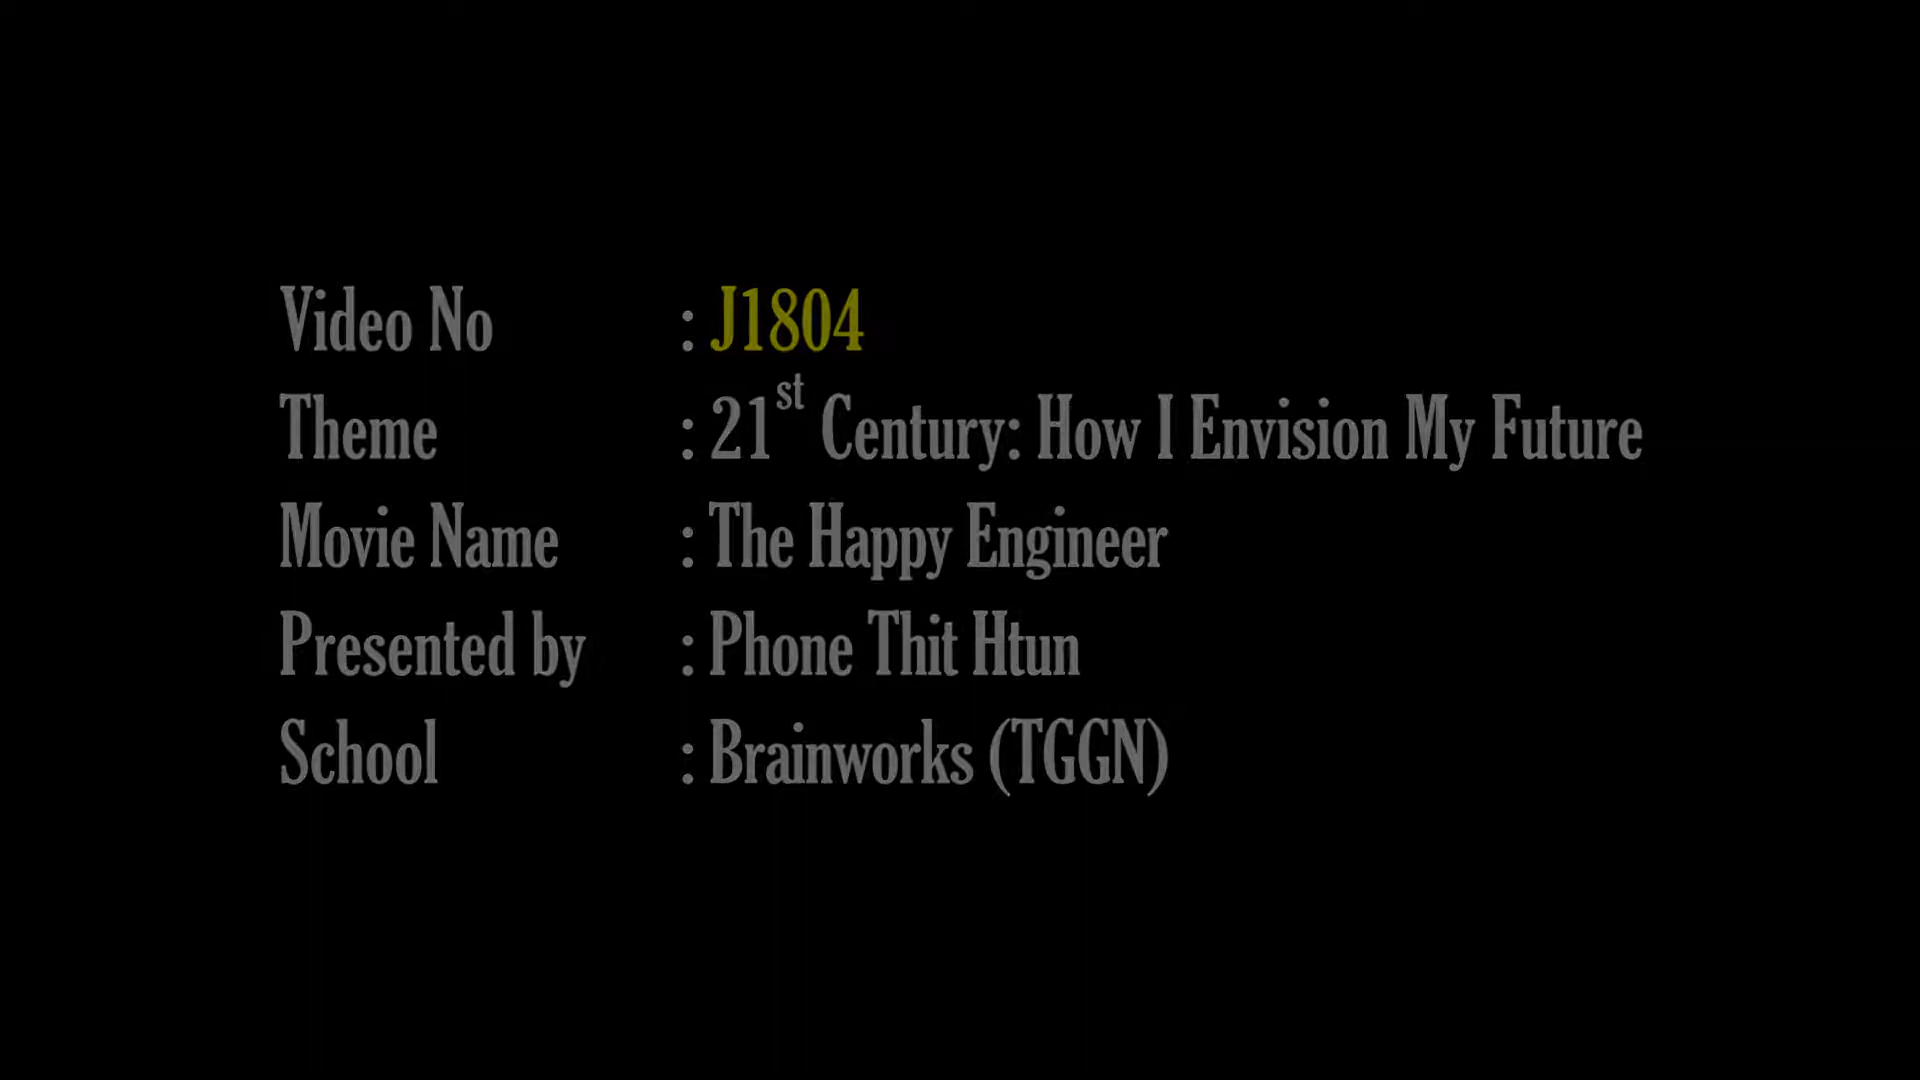 Video No : J1804
Theme : 21st Century: How I Envision My Future
Movie Name : The Happy Engineer
Presented by : Phone Thit Htun
School : Brainworks (TGGN)